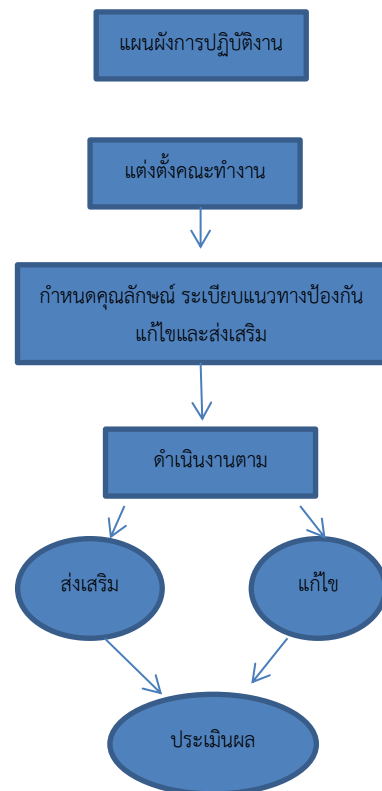 แผนผังการปฏิบัติงาน
แต่งตั้งคณะทำงาน
กำหนดคุณลักษณ์ ระเบียบแนวทางป้องกัน
แก้ไขและส่งเสริม
ดำเนินงานตาม
ส่งเสริม
แก้ไข
ประเมินผล